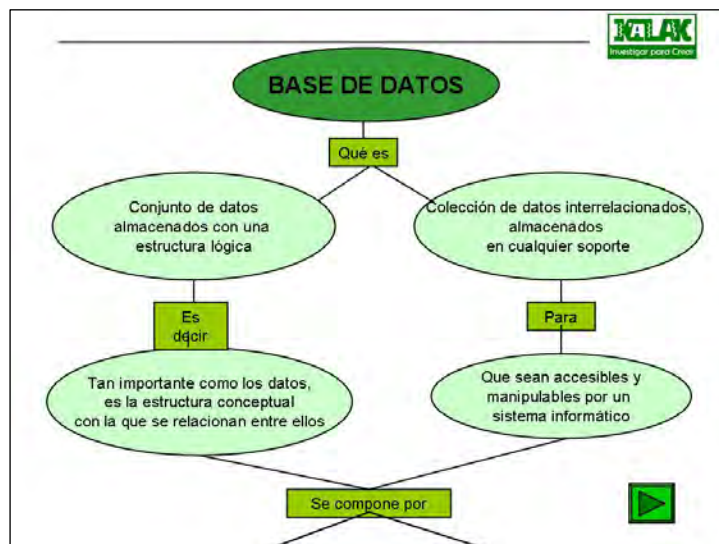 KALAK
Investigar para Crear
BASE DE DATOS
Qué es
Conjunto de datos
almacenados con una
estructura lógica
Colección de datos interrelacionados,
almacenados
en cualquier soporte
Es
decir
Para
Tan importante como los datos,
es la estructura conceptual
con la que se relacionan entre ellos
Que sean accesibles y
manipulables por un
sistema informático
Se compone por